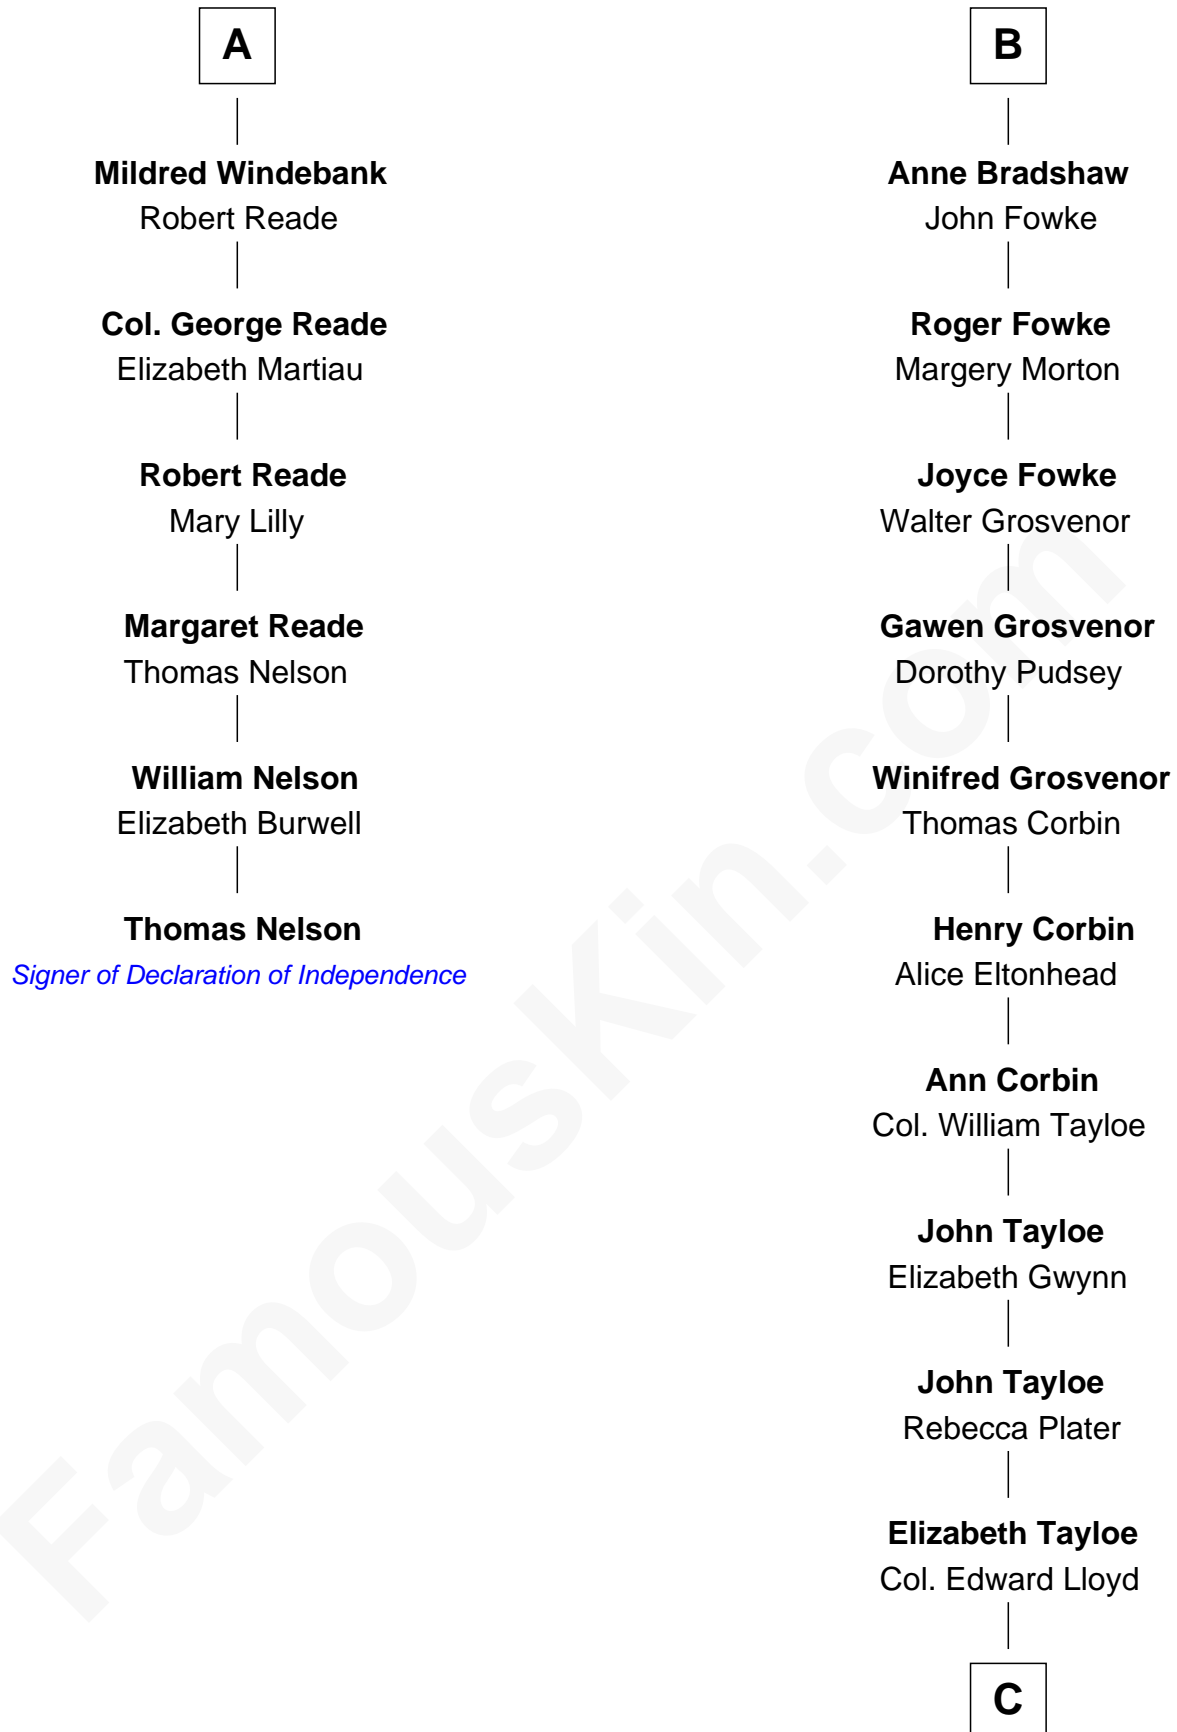 A
Mildred Windebank
Robert Reade
Col. George Reade
Elizabeth Martiau
Robert Reade
Mary Lilly
Margaret Reade
Thomas Nelson
William Nelson
Elizabeth Burwell
Thomas Nelson
Signer of Declaration of Independence
B
Anne Bradshaw
John Fowke
Roger Fowke
Margery Morton
Joyce Fowke
Walter Grosvenor
Gawen Grosvenor
Dorothy Pudsey
Winifred Grosvenor
Thomas Corbin
Henry Corbin
Alice Eltonhead
Ann Corbin
Col. William Tayloe
John Tayloe
Elizabeth Gwynn
John Tayloe
Rebecca Plater
Elizabeth Tayloe
Col. Edward Lloyd
C
FamousKin.com